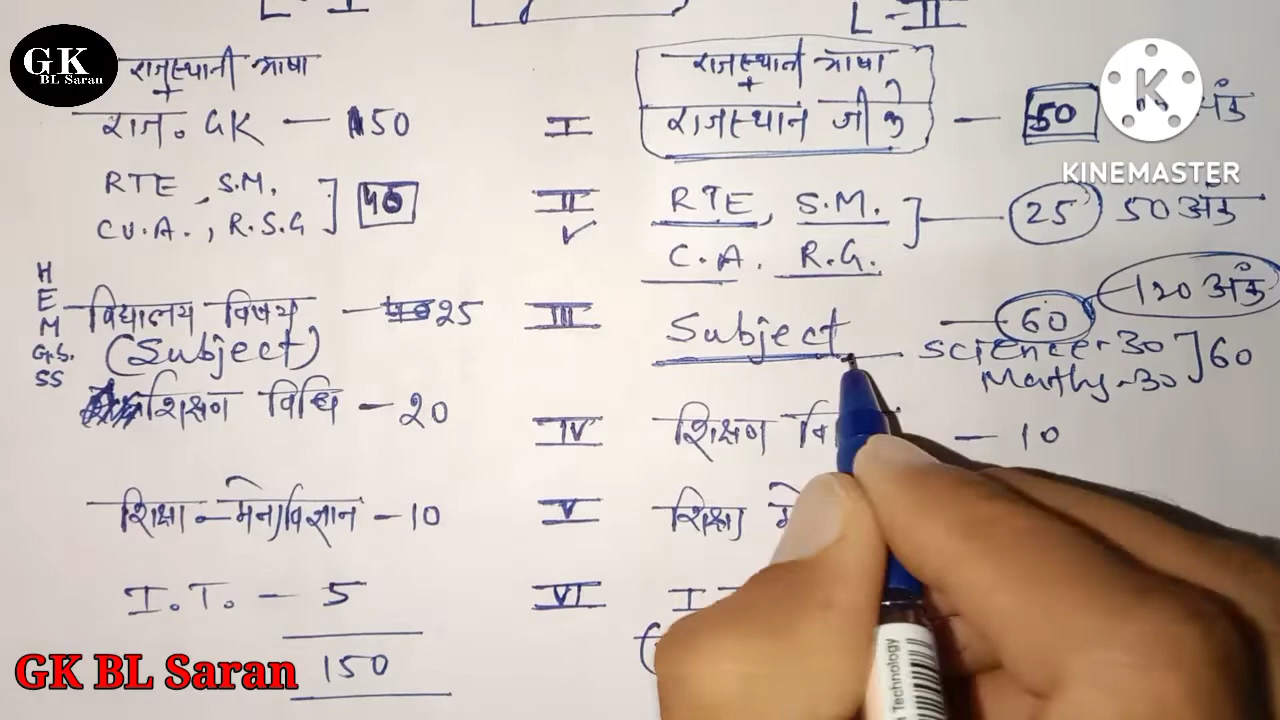 L-I
L-II
GK
BL Saran
राजस्थानी भाषा
+
राज. GK — 50
I
राजस्थानी भाषा
+
राजस्थान जी के — 50
KINEMASTER
RTE, S.M.
CU.A., R.S.G
II
RTE, S.M.
C.A. R.G.
25 50 अंक
H
E
M
G.S.
SS
विद्यालय विषय — 25
(Subject)
III
Subject — 60
120 अंक
Science-30
Maths-30
60
शिक्षण विधि — 20
IV
शिक्षण वि — 10
शिक्षा - मनोविज्ञान - 10
V
शिक्षा
I.T. — 5
VI
I
150
GK BL Saran
Technology